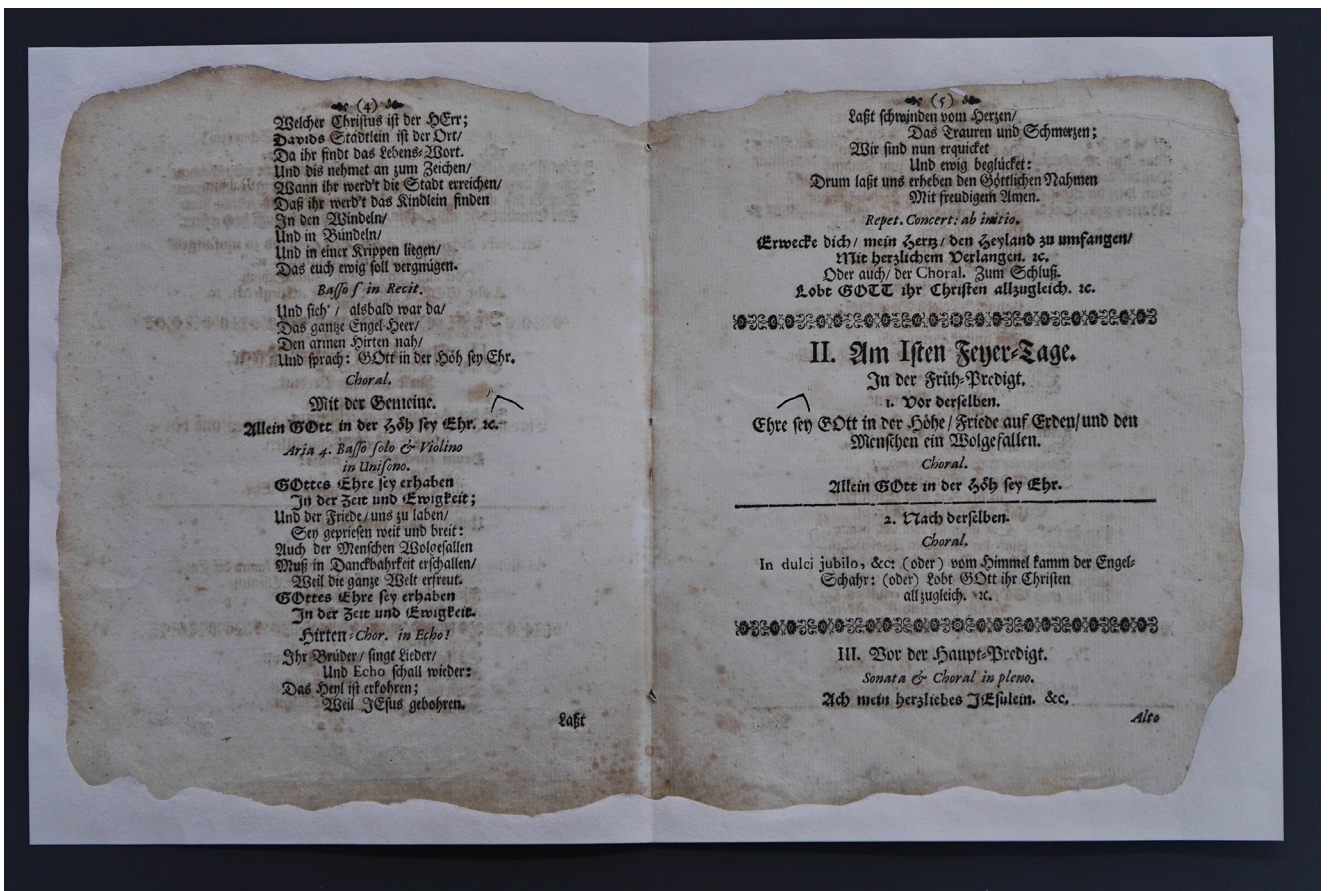 (4)
Welcher Christus ist der HErr;
Davids Städtlein ist der Ort/
Da ihr findt das Lebens-Wort.
Und dis nehmet an zum Zeichen/
Wann ihr werd't die Stadt erreichen/
Daß ihr werd't das Kindlein finden
In den Windeln/
Und in Bündeln/
Und in einer Krippen liegen/
Das euch ewig soll vergnügen.
Basso s in Recit.
Und sieh'/ alsbald war da/
Das gantze Engel-Heer/
Den armen Hirten nah/
Und sprach: GOtt in der Höh sey Ehr.
Choral.
Mit der Gemeine.
Allein GOtt in der Höh sey Ehr. ꝛc.
Aria 4. Basso solo & Violino
in Unisono.
GOttes Ehre sey erhaben
In der Zeit und Ewigkeit;
Und der Friede/uns zu laben/
Sey gepriesen weit und breit:
Auch der Menschen Wolgefallen
Muß in Danckbahrkeit erschallen/
Weil die ganze Welt erfreut.
GOttes Ehre sey erhaben
In der Zeit und Ewigkeit.
Hirten-Chor. in Echo!
Ihr Brüder/ singt Lieder/
Und Echo schall wieder:
Das Heyl ist erkohren;
Weil JEsus gebohren.
Laßt
(5)
Laßt schwinden vom Herzen/
Das Trauren und Schmerzen;
Wir sind nun erquicket
Und ewig beglücket:
Drum laßt uns erheben den Göttlichen Nahmen
Mit freudigem Amen.
Repet. Concert: ab initio.
Erwecke dich/ mein Hertz/ den Heyland zu umfangen/
Mit herzlichem Verlangen. ꝛc.
Oder auch/ der Choral. Zum Schluß.
Lobt GOTT ihr Christen allzugleich. ꝛc.
II. Am Isten Feyer-Tage.
In der Früh-Predigt.
1. Vor derselben.
Ehre sey GOtt in der Höhe/ Friede auf Erden/und den
Menschen ein Wolgefallen.
Choral.
Allein GOtt in der Höh sey Ehr.
2. Nach derselben.
Choral.
In dulci jubilo, &c: (oder) vom Himmel kamm der Engel-
Schahr: (oder) Lobt GOtt ihr Christen
allzugleich. ꝛc.
III. Vor der Haupt-Predigt.
Sonata & Choral in pleno.
Ach mein herzliebes JEsulein. &c.
Alto